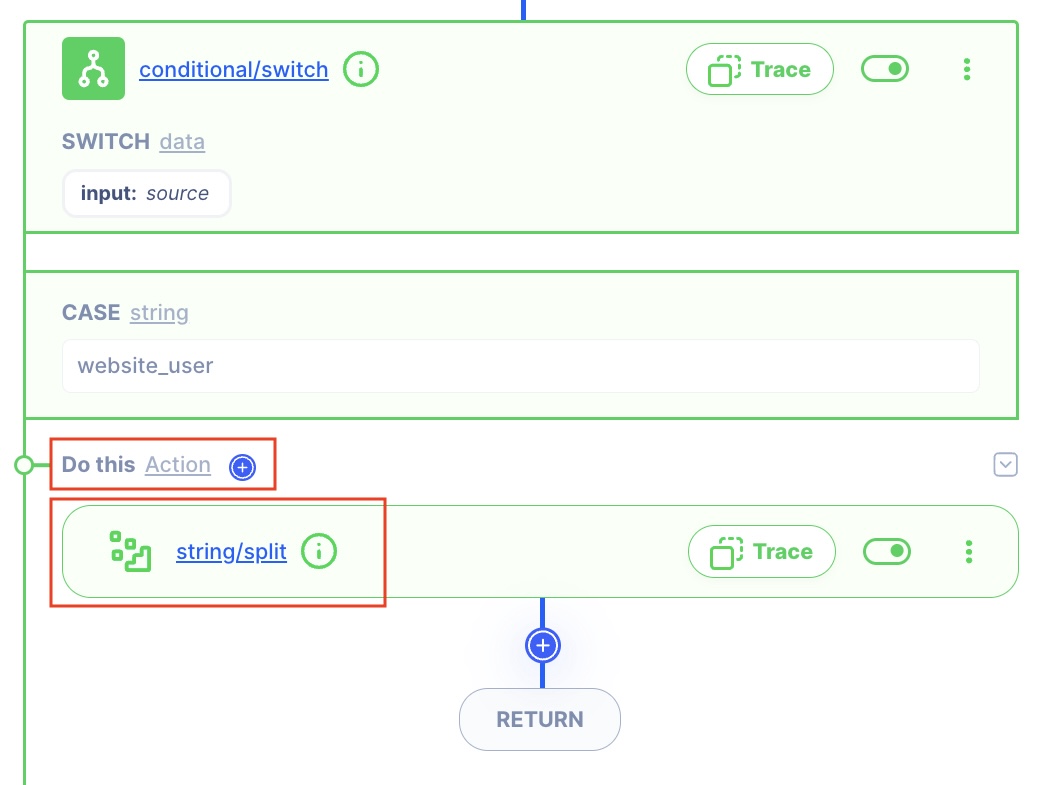 conditional/switch
Trace
SWITCH data
input: source
CASE string
website_user
Do this Action
string/split
Trace
RETURN